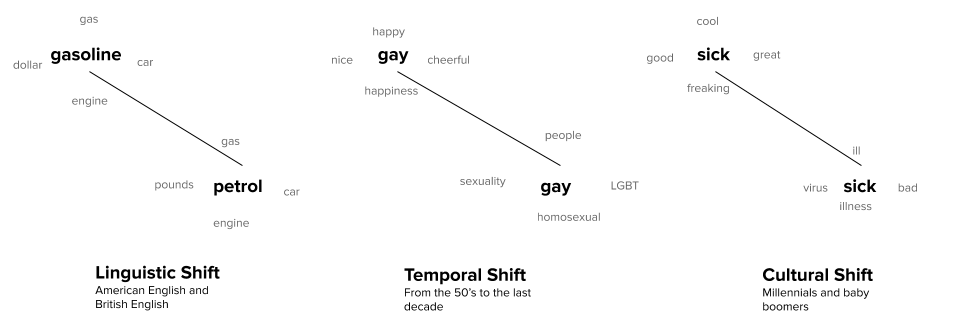 gas
gasoline
dollar
car
engine
gas
pounds
petrol
car
engine
Linguistic Shift
American English and
British English
happy
nice
gay
cheerful
happiness
people
sexuality
gay
LGBT
homosexual
Temporal Shift
From the 50's to the last
decade
cool
good
sick
great
freaking
ill
virus
sick
bad
illness
Cultural Shift
Millennials and baby
boomers